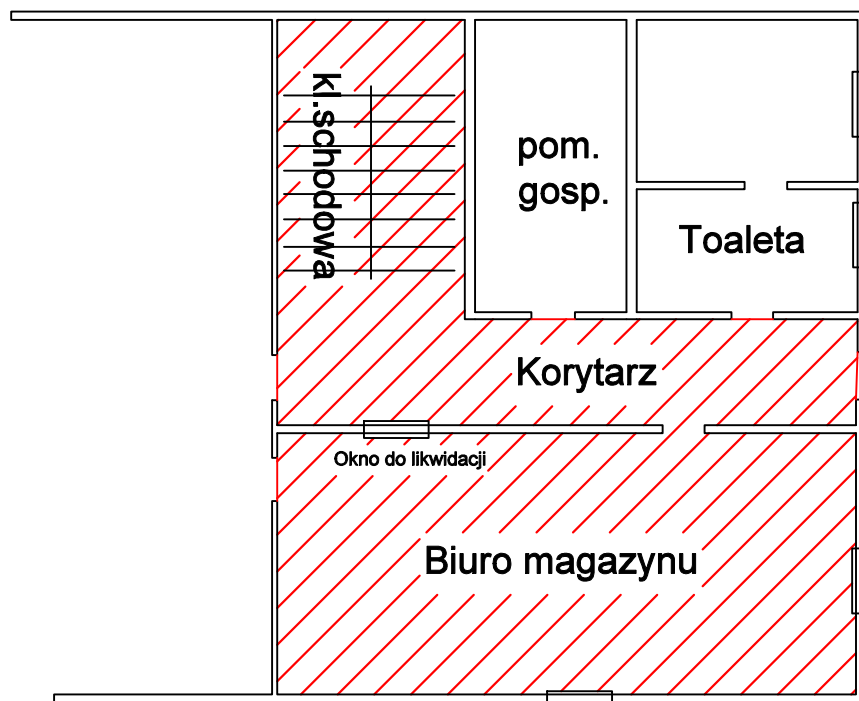 kl.schodowa
pom.
gosp.
Toaleta
Korytarz
Okno do likwidacji
Biuro magazynu